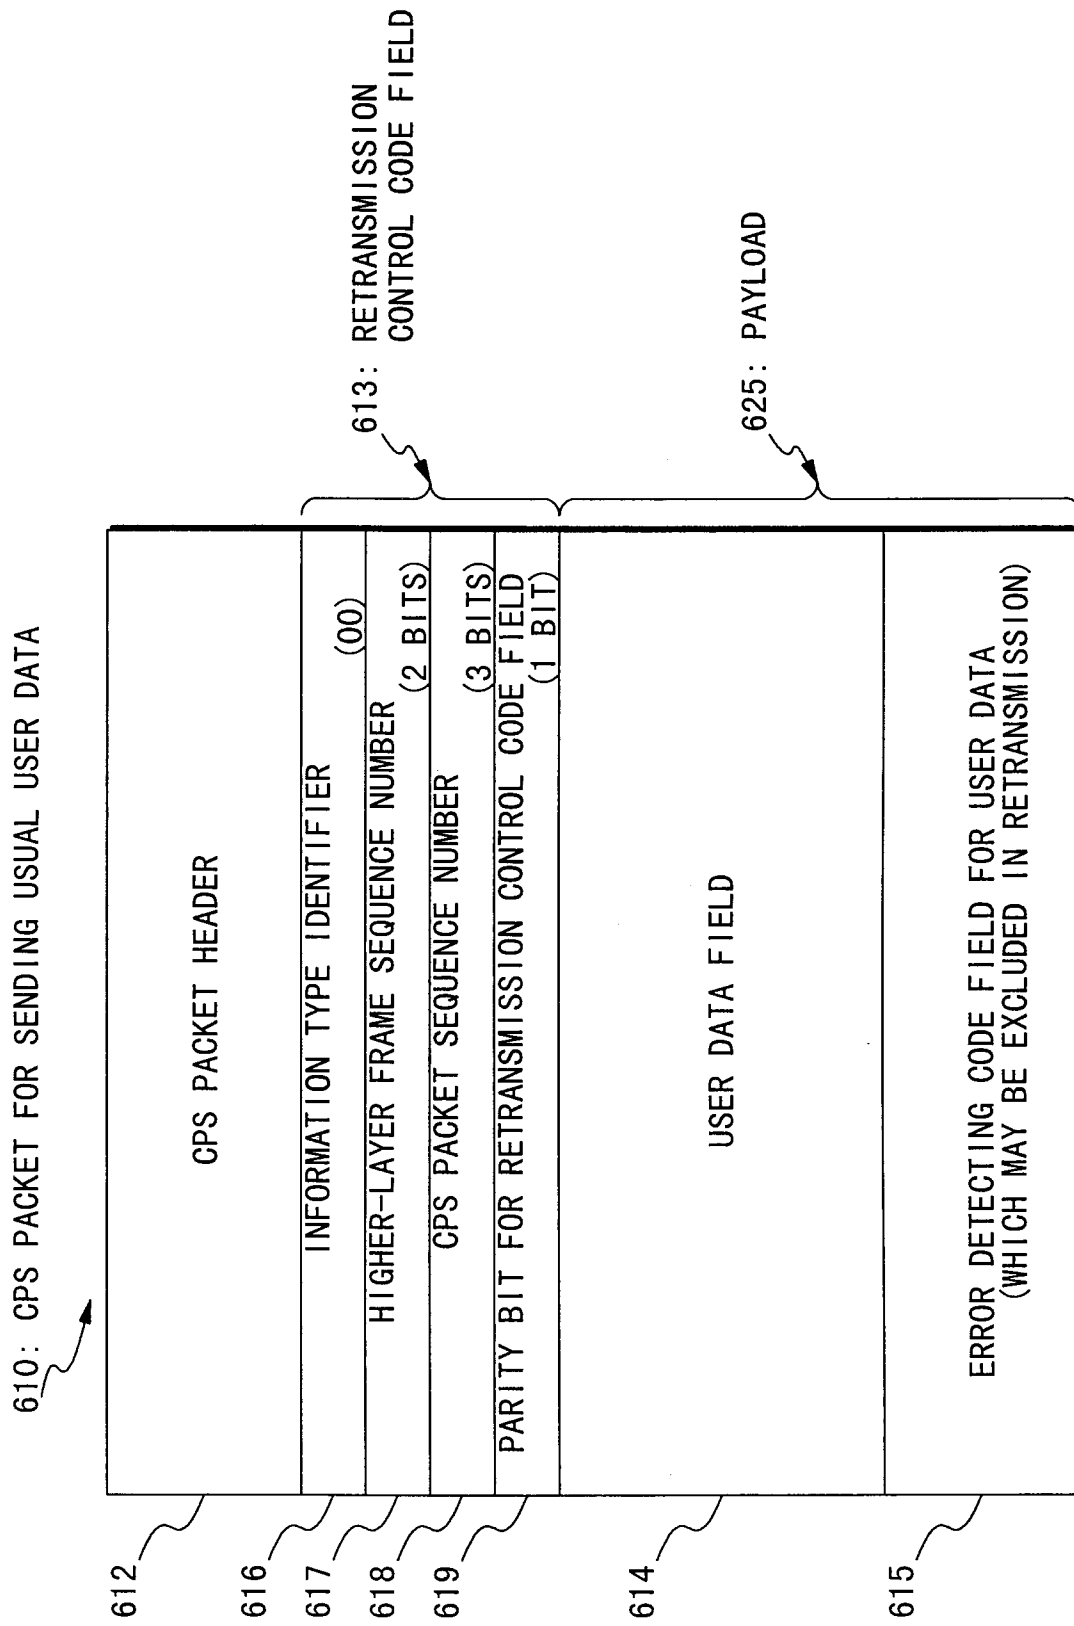 610: CPS PACKET FOR SENDING USUAL USER DATA
612
CPS PACKET HEADER
616
INFORMATION TYPE IDENTIFIER
(00)
617
HIGHER-LAYER FRAME SEQUENCE NUMBER
(2 BITS)
618
CPS PACKET SEQUENCE NUMBER
(3 BITS)
619
PARITY BIT FOR RETRANSMISSION CONTROL CODE FIELD
(1 BIT)
613: RETRANSMISSION
CONTROL CODE FIELD
614
USER DATA FIELD
615
ERROR DETECTING CODE FIELD FOR USER DATA
(WHICH MAY BE EXCLUDED IN RETRANSMISSION)
625: PAYLOAD